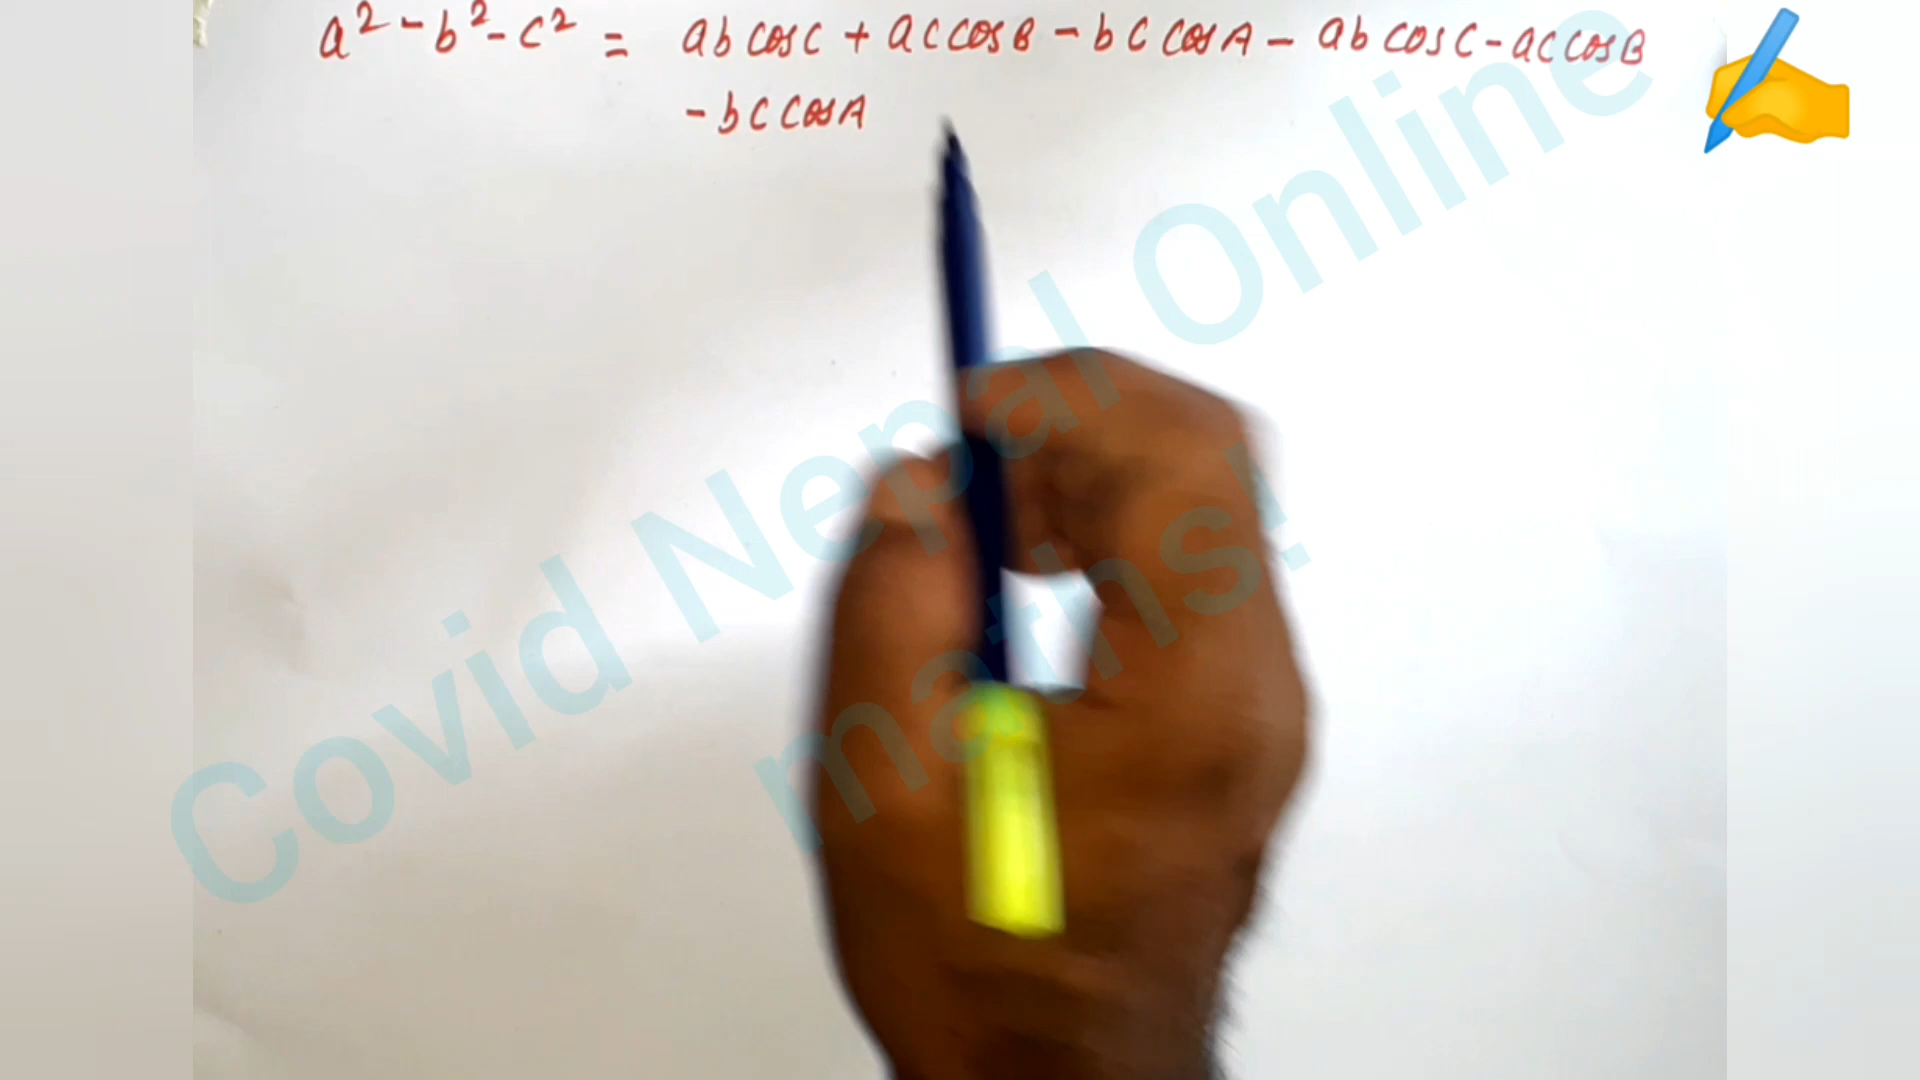 a² - b² - c² = ab cosC + ac cosB - bc cosA - ab cosC - ac cosB
- bc cosA
Covid Nepal Online
maths!